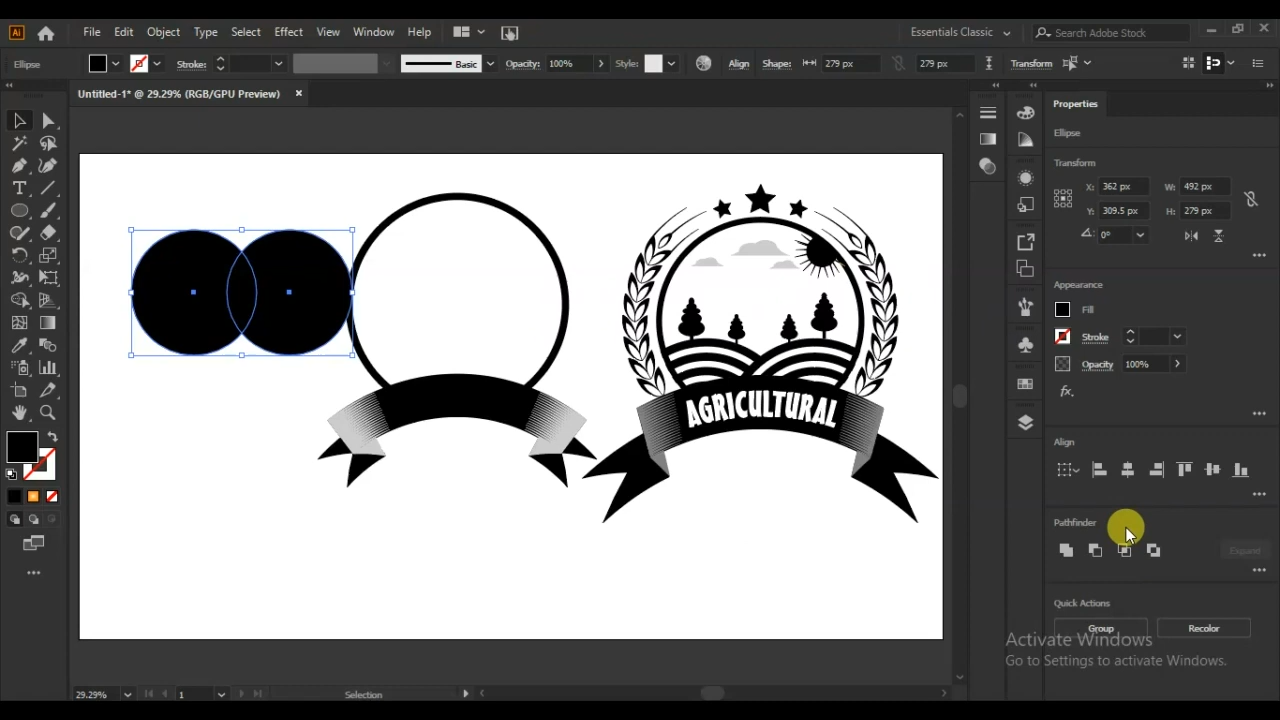 Ai File Edit Object Type Select Effect View Window Help Essentials Classic Search Adobe Stock
Ellipse Stroke: Basic Opacity: 100% Style: Align Shape: 279 px 279 px Transform
Untitled-1* @ 29.29% (RGB/GPU Preview) ×
Properties
Ellipse
Transform
X: 362 px W: 492 px
Y: 309.5 px H: 279 px
0°
Appearance
Fill
Stroke
Opacity 100%
fx.
Align
Pathfinder
Expand
Quick Actions
Group Recolor
AGRICULTURAL
Activate Windows
Go to Settings to activate Windows.
29.29% 1 Selection